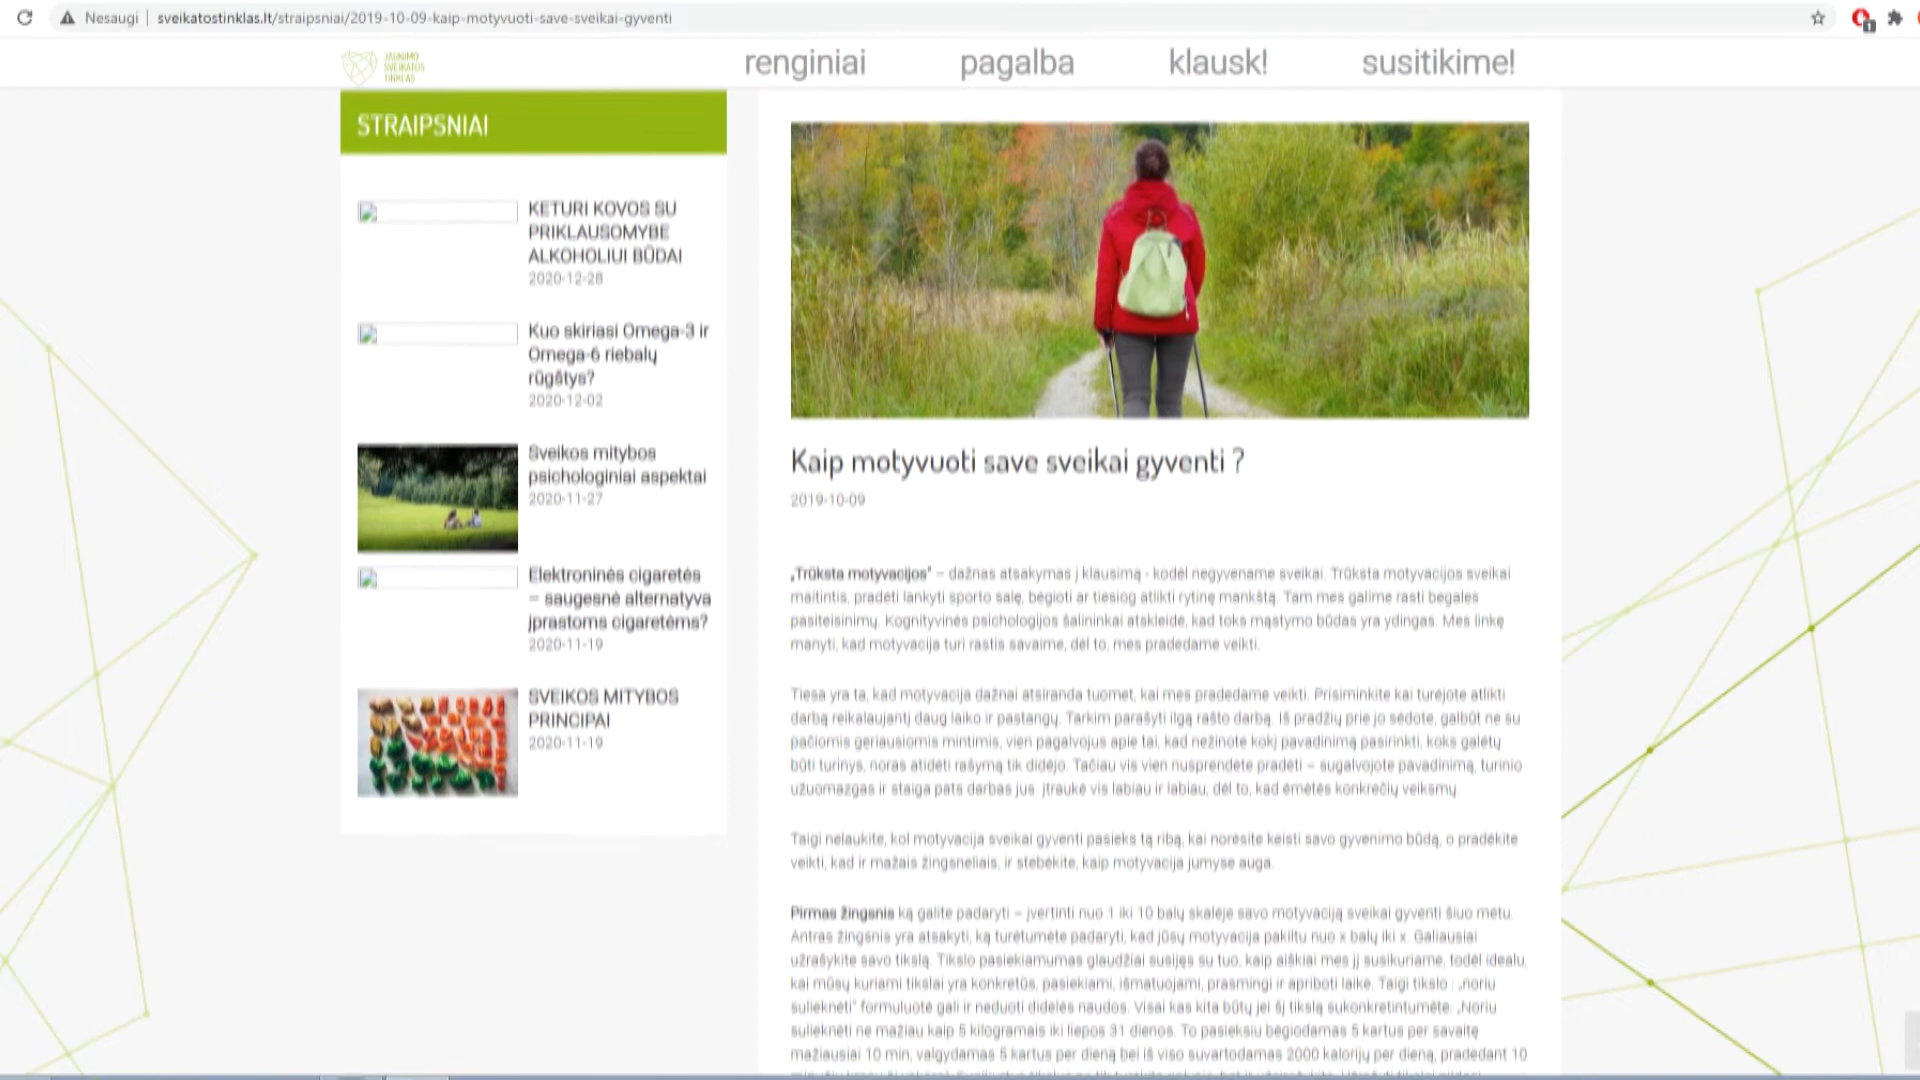 Nesaugi
sveikatostinklas.lt/straipsniai/2019-10-09-kaip-motyvuoti-save-sveikai-gyventi
JAUNIMO
SVEIKATOS
TINKLAS
renginiai
pagalba
klausk!
susitikime!
STRAIPSNIAI
KETURI KOVOS SU
PRIKLAUSOMYBE
ALKOHOLIUI BŪDAI
2020-12-28
Kuo skiriasi Omega-3 ir
Omega-6 riebalų
rūgštys?
2020-12-02
Sveikos mitybos
psichologiniai aspektai
2020-11-27
Elektroninės cigaretės
– saugesnė alternatyva
įprastoms cigaretėms?
2020-11-19
SVEIKOS MITYBOS
PRINCIPAI
2020-11-19
Kaip motyvuoti save sveikai gyventi ?
2019-10-09
„Trūksta motyvacijos" – dažnas atsakymas į klausimą - kodėl negyvename sveikai. Trūksta motyvacijos sveikai
maitintis, pradėti lankyti sporto salę, bėgioti ar tiesiog atlikti rytinę mankštą. Tam mes galime rasti begales
pasiteisinimų. Kognityvinės psichologijos šalininkai atskleidė, kad toks mąstymo būdas yra ydingas. Mes linkę
manyti, kad motyvacija turi rastis savaime, dėl to, mes pradedame veikti.
Tiesa yra ta, kad motyvacija dažnai atsiranda tuomet, kai mes pradedame veikti. Prisiminkite kai turėjote atlikti
darbą reikalaujantį daug laiko ir pastangų. Tarkim parašyti ilgą rašto darbą. Iš pradžių prie jo sėdote, galbūt ne su
pačiomis geriausiomis mintimis, vien pagalvojus apie tai, kad nežinote kokį pavadinimą pasirinkti, koks galėtų
būti turinys, noras atidėti rašymą tik didėjo. Tačiau vis vien nusprendėte pradėti – sugalvojote pavadinimą, turinio
užuomazgas ir staiga pats darbas jus įtraukė vis labiau ir labiau, dėl to, kad ėmėtės konkrečių veiksmų.
Taigi nelaukite, kol motyvacija sveikai gyventi pasieks tą ribą, kai norėsite keisti savo gyvenimo būdą, o pradėkite
veikti, kad ir mažais žingsneliais, ir stebėkite, kaip motyvacija jumyse auga.
Pirmas žingsnis ką galite padaryti – įvertinti nuo 1 iki 10 balų skalėje savo motyvaciją sveikai gyventi šiuo metu.
Antras žingsnis yra atsakyti, ką turėtumėte padaryti, kad jūsų motyvacija pakiltu nuo x balų iki x. Galiausiai
užrašykite savo tikslą. Tikslo pasiekiamumas glaudžiai susijęs su tuo, kaip aiškiai mes jį susikuriame, todėl idealu,
kai mūsų kuriami tikslai yra konkretūs, pasiekiami, išmatuojami, prasmingi ir apriboti laike. Taigi tikslo : „noriu
sulieknėti" formuluotė gali ir neduoti didelės naudos. Visai kas kita būtų jei šį tikslą sukonkretintumėte: „Noriu
sulieknėti ne mažiau kaip 5 kilogramais iki liepos 31 dienos. To pasieksiu bėgiodamas 5 kartus per savaitę
mažiausiai 10 min, valgydamas 5 kartus per dieną bei iš viso suvartodamas 2000 kalorijų per dieną, pradedant 10